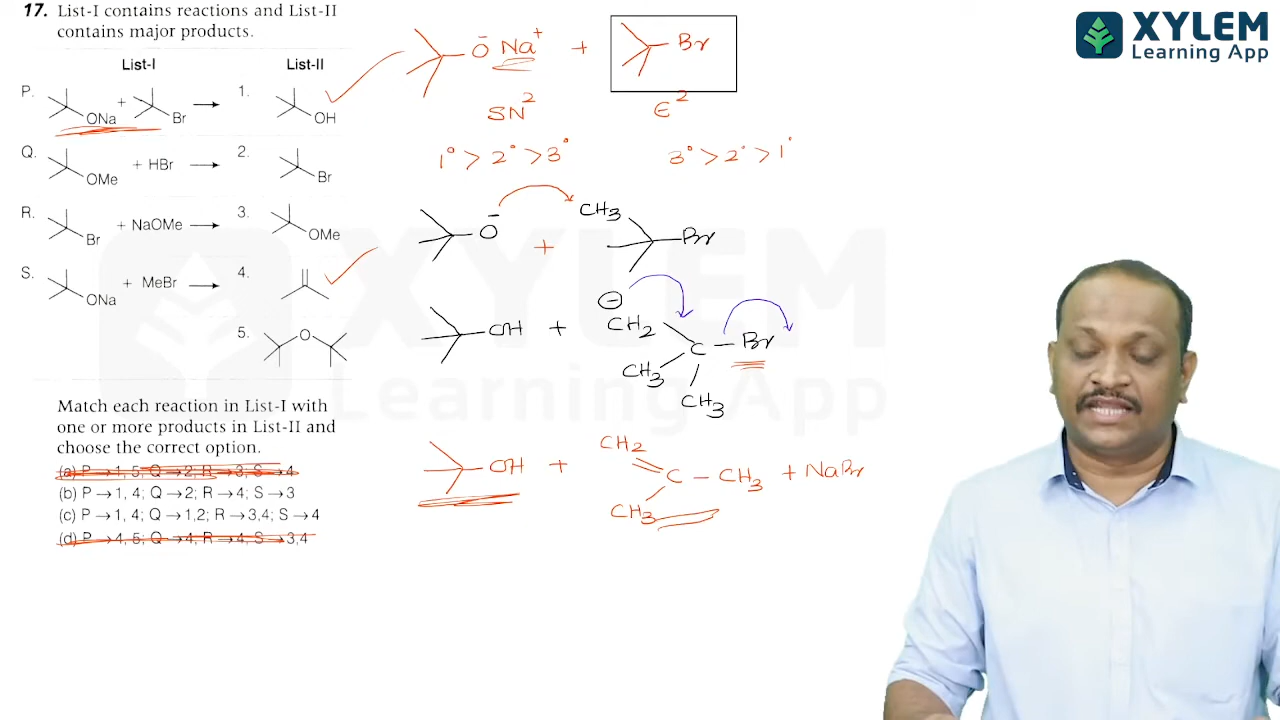 17. List-I contains reactions and List-II
contains major products.
List-I List-II
P. ONa + Br → 1. OH
Q. OMe + HBr → 2. Br
R. Br + NaOMe → 3. OMe
S. ONa + MeBr → 4.
5. O
Match each reaction in List-I with
one or more products in List-II and
choose the correct option.
(a) P → 1, 5; Q → 2; R → 3; S → 4
(b) P → 1, 4; Q → 2; R → 4; S → 3
(c) P → 1, 4; Q → 1,2; R → 3,4; S → 4
(d) P → 4, 5; Q → 4; R → 4; S → 3,4
O⁻ Na⁺ + Br
SN² E²
1° > 2° > 3° 3° > 2° > 1°
O⁻ + CH3 Br
OH + ⊖ CH2 C – Br
CH3
CH3
OH + CH2 = C – CH3 + NaBr
CH3
XYLEM
Learning App
XYLEM
Learning App